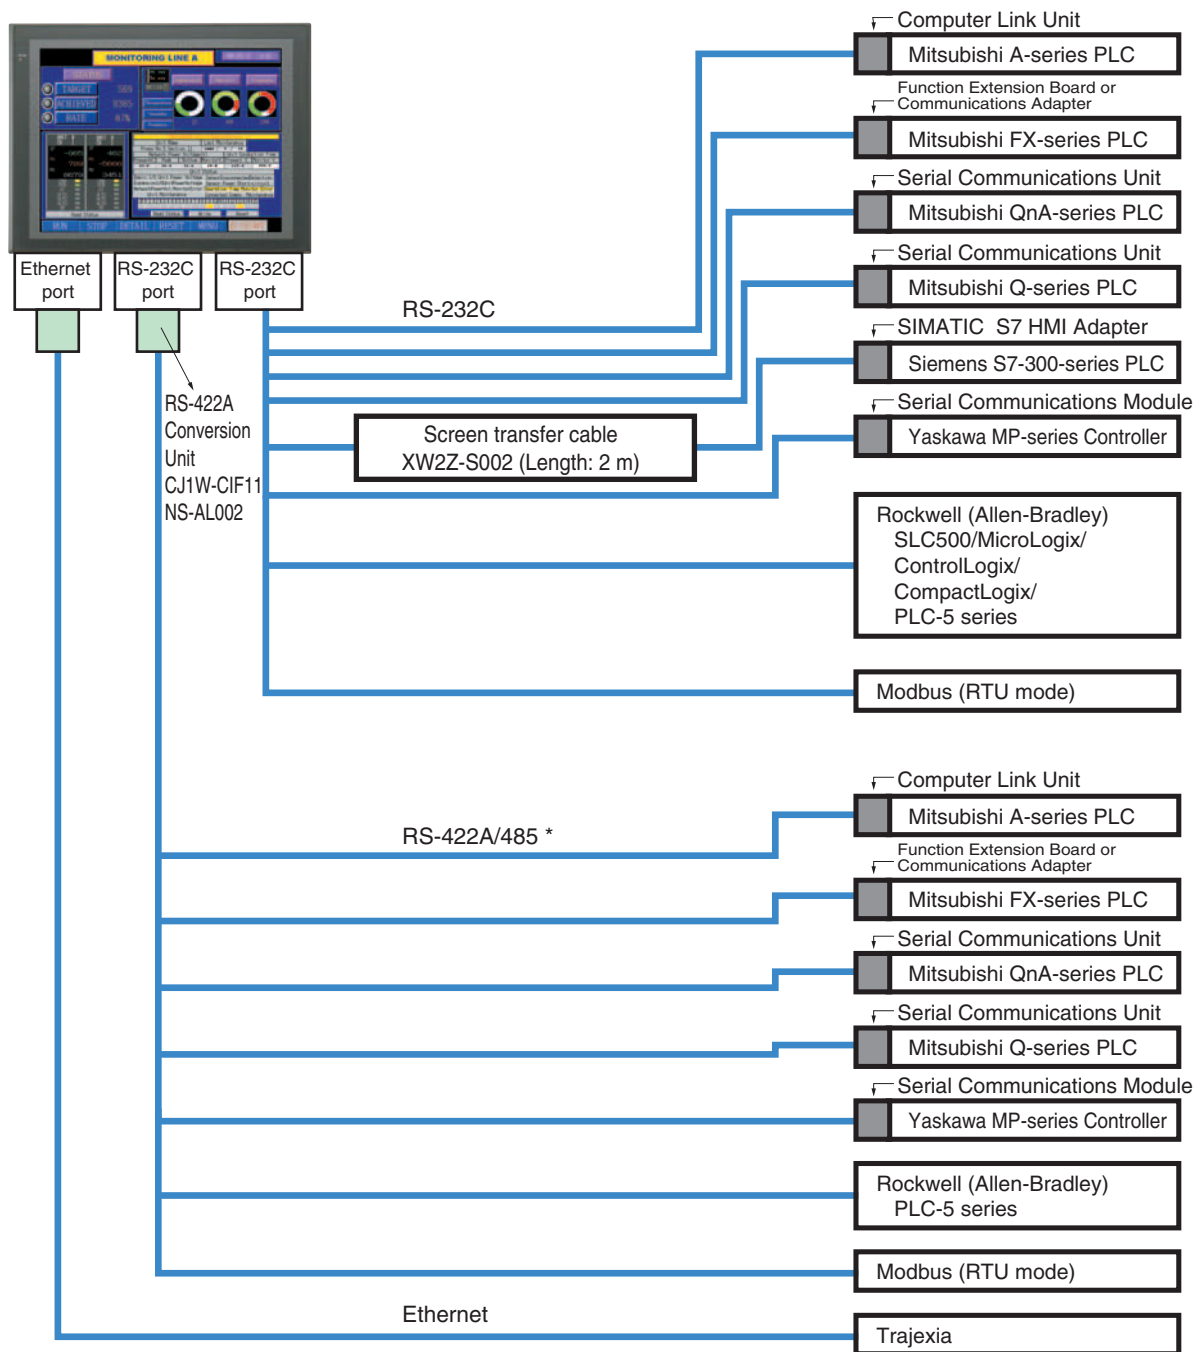 MONITORING LINE A
STATUS
TARGET
ACHIEVED
RATE 67%
Unit Status
RUN STOP DETAIL RESET MENU
Ethernet
port
RS-232C
port
RS-232C
port
RS-422A
Conversion
Unit
CJ1W-CIF11
NS-AL002
RS-232C
Screen transfer cable
XW2Z-S002 (Length: 2 m)
Computer Link Unit
Mitsubishi A-series PLC
Function Extension Board or
Communications Adapter
Mitsubishi FX-series PLC
Serial Communications Unit
Mitsubishi QnA-series PLC
Serial Communications Unit
Mitsubishi Q-series PLC
SIMATIC S7 HMI Adapter
Siemens S7-300-series PLC
Serial Communications Module
Yaskawa MP-series Controller
Rockwell (Allen-Bradley)
SLC500/MicroLogix/
ControlLogix/
CompactLogix/
PLC-5 series
Modbus (RTU mode)
RS-422A/485 *
Computer Link Unit
Mitsubishi A-series PLC
Function Extension Board or
Communications Adapter
Mitsubishi FX-series PLC
Serial Communications Unit
Mitsubishi QnA-series PLC
Serial Communications Unit
Mitsubishi Q-series PLC
Serial Communications Module
Yaskawa MP-series Controller
Rockwell (Allen-Bradley)
PLC-5 series
Modbus (RTU mode)
Ethernet
Trajexia